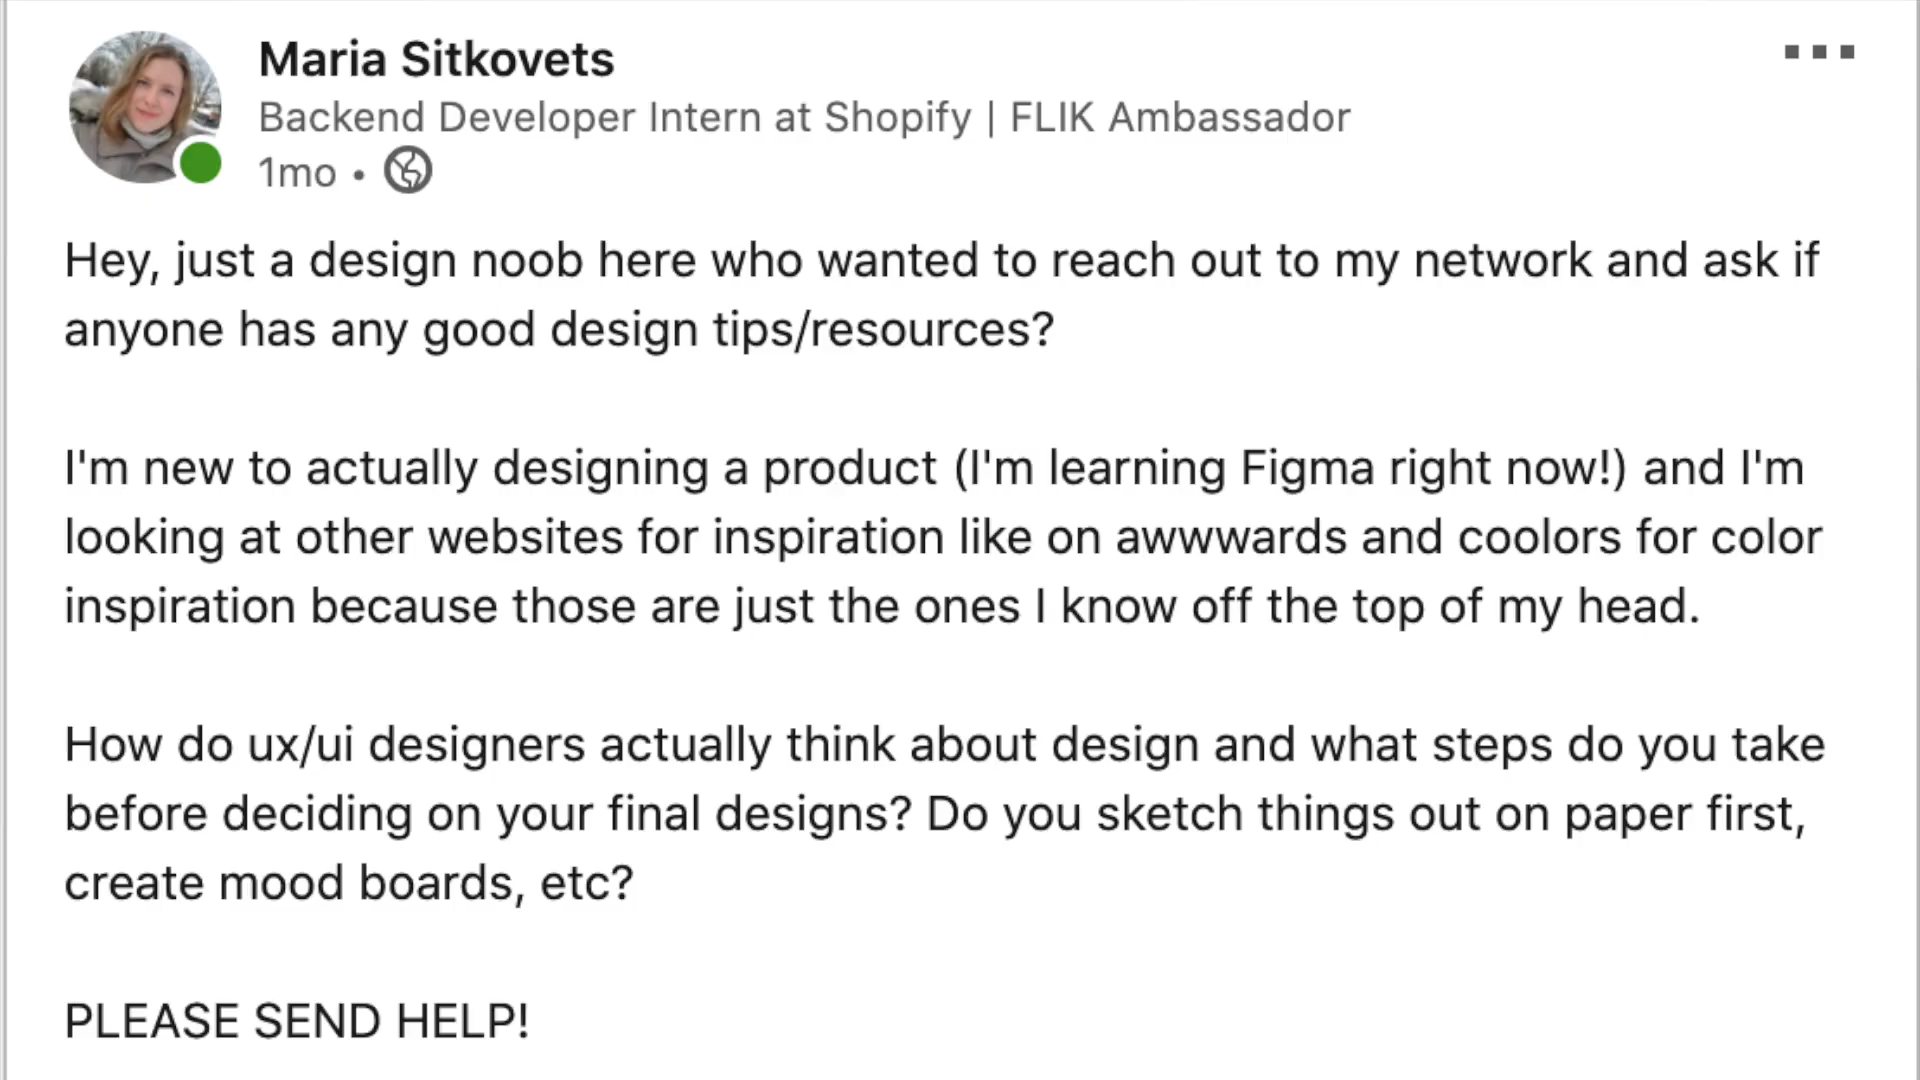 Maria Sitkovets
Backend Developer Intern at Shopify | FLIK Ambassador
1mo •
Hey, just a design noob here who wanted to reach out to my network and ask if
anyone has any good design tips/resources?
I'm new to actually designing a product (I'm learning Figma right now!) and I'm
looking at other websites for inspiration like on awwwards and coolors for color
inspiration because those are just the ones I know off the top of my head.
How do ux/ui designers actually think about design and what steps do you take
before deciding on your final designs? Do you sketch things out on paper first,
create mood boards, etc?
PLEASE SEND HELP!